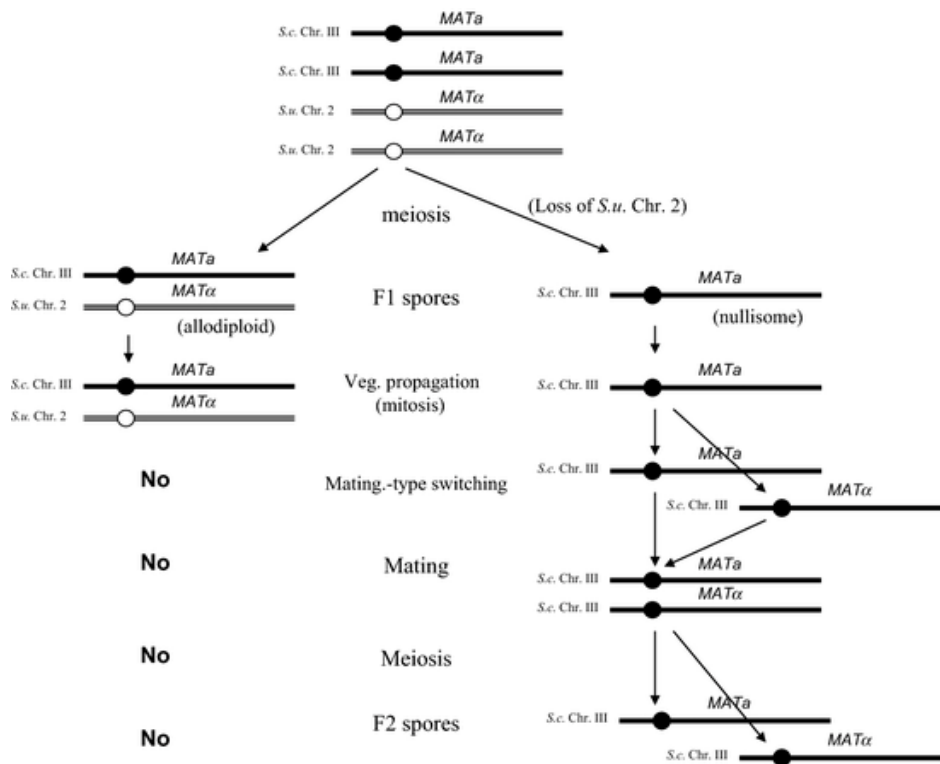 MATa
S.c. Chr. III
MATa
S.c. Chr. III
MATα
S.u. Chr. 2
MATα
S.u. Chr. 2
meiosis
(Loss of S.u. Chr. 2)
MATa
S.c. Chr. III
MATα
S.u. Chr. 2
(allodiploid)
F1 spores
MATa
S.c. Chr. III
(nullisome)
MATa
S.c. Chr. III
MATα
S.u. Chr. 2
Veg. propagation
(mitosis)
MATa
S.c. Chr. III
No
Mating.-type switching
MATa
S.c. Chr. III
MATα
S.c. Chr. III
No
Mating
MATa
S.c. Chr. III
MATα
S.c. Chr. III
No
Meiosis
No
F2 spores
MATa
S.c. Chr. III
MATα
S.c. Chr. III